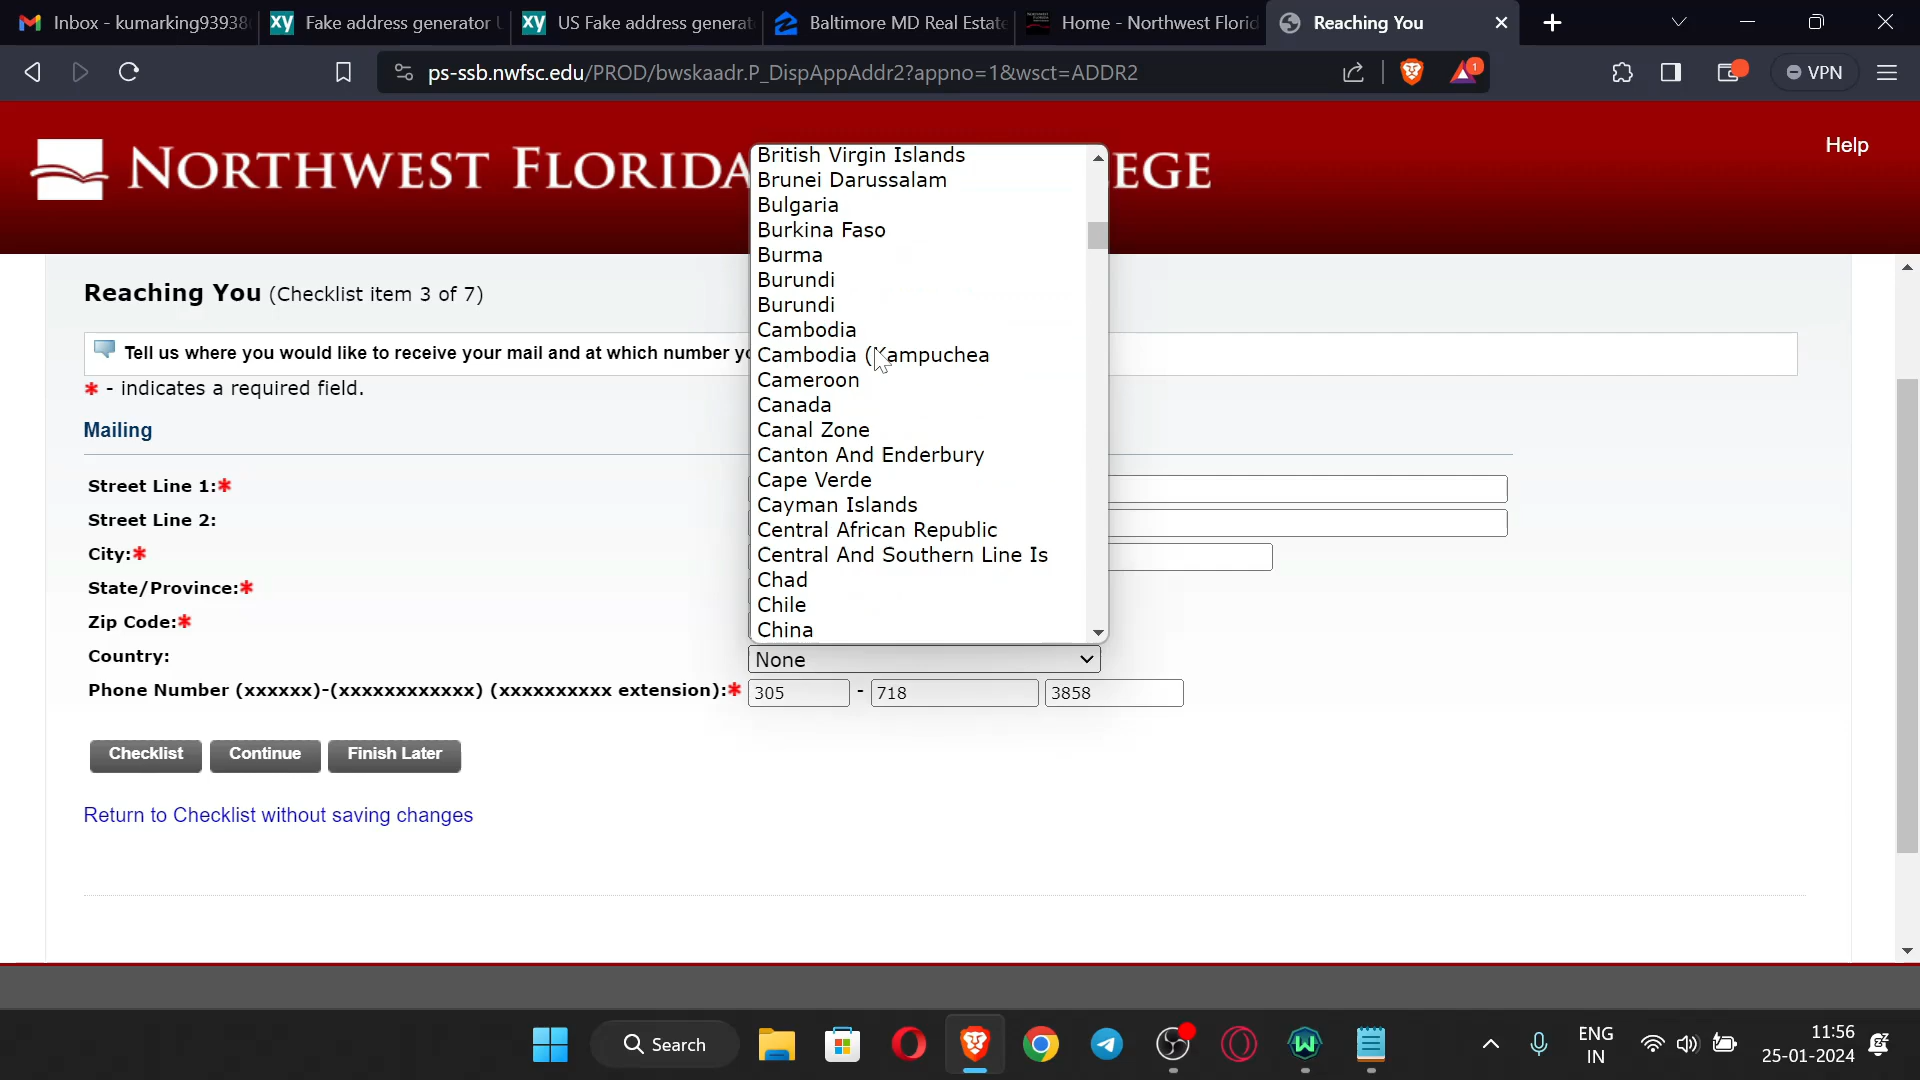 Inbox - kumarking93938
Fake address generator U
US Fake address generat
Baltimore MD Real Estate
Home - Northwest Florid
Reaching You
ps-ssb.nwfsc.edu/PROD/bwskaadr.P_DispAppAddr2?appno=1&wsct=ADDR2
1
VPN
NORTHWEST FLORIDA
EGE
Help
British Virgin Islands
Brunei Darussalam
Bulgaria
Burkina Faso
Burma
Burundi
Burundi
Cambodia
Cambodia (Kampuchea
Cameroon
Canada
Canal Zone
Canton And Enderbury
Cape Verde
Cayman Islands
Central African Republic
Central And Southern Line Is
Chad
Chile
China
Reaching You (Checklist item 3 of 7)
Tell us where you would like to receive your mail and at which number yo
* - indicates a required field.
Mailing
Street Line 1:*
Street Line 2:
City:*
State/Province:*
Zip Code:*
Country:
None
Phone Number (xxxxxx)-(xxxxxxxxxxxx) (xxxxxxxxxx extension):* 305 - 718 3858
Checklist Continue Finish Later
Return to Checklist without saving changes
Search
ENG
IN
11:56
25-01-2024